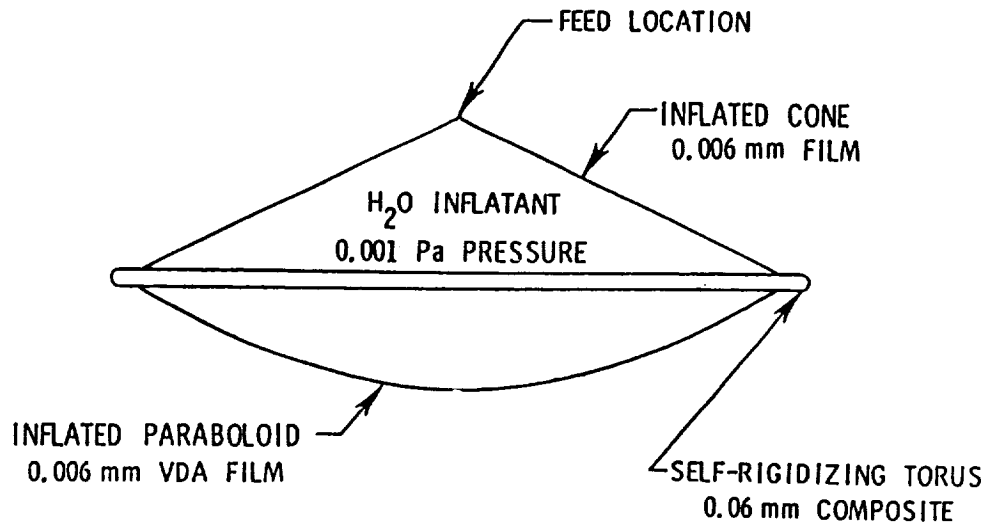 FEED LOCATION
INFLATED CONE
0.006 mm FILM
H₂O INFLATANT
0.001 Pa PRESSURE
INFLATED PARABOLOID
0.006 mm VDA FILM
SELF-RIGIDIZING TORUS
0.06 mm COMPOSITE